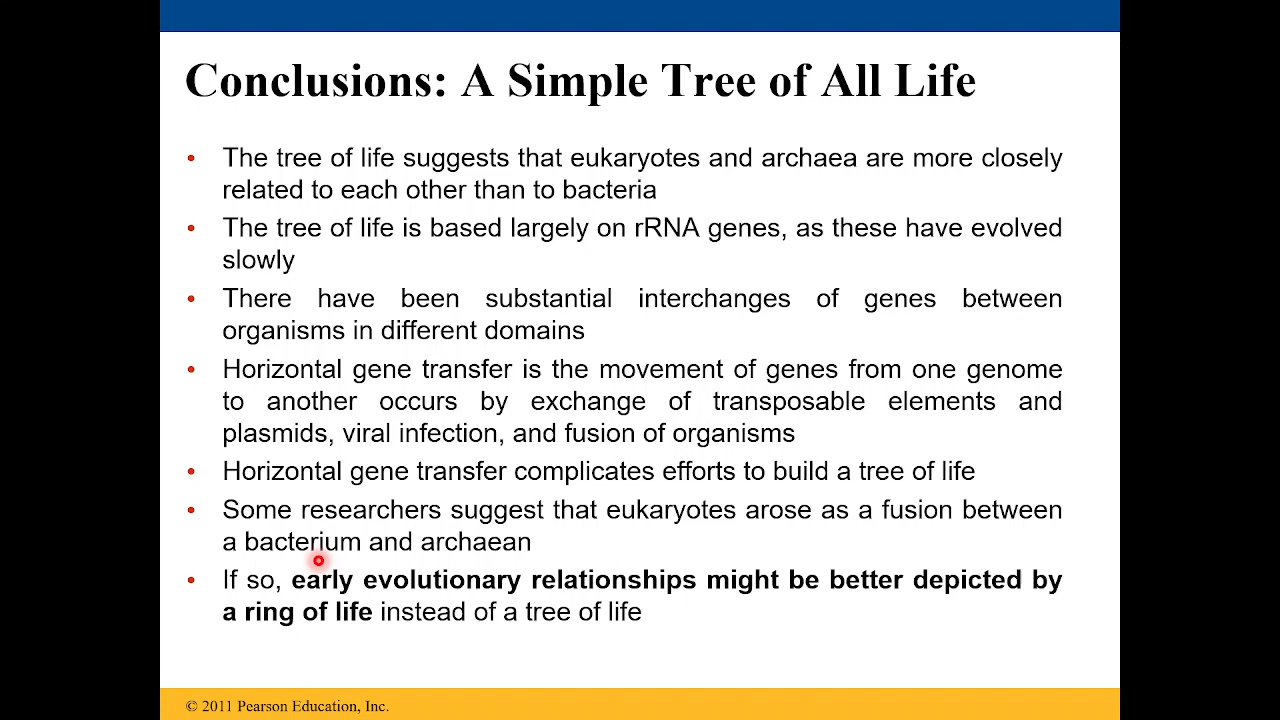 Conclusions: A Simple Tree of All Life
• The tree of life suggests that eukaryotes and archaea are more closely
related to each other than to bacteria
• The tree of life is based largely on rRNA genes, as these have evolved
slowly
• There have been substantial interchanges of genes between
organisms in different domains
• Horizontal gene transfer is the movement of genes from one genome
to another occurs by exchange of transposable elements and
plasmids, viral infection, and fusion of organisms
• Horizontal gene transfer complicates efforts to build a tree of life
• Some researchers suggest that eukaryotes arose as a fusion between
a bacterium and archaean
• If so, early evolutionary relationships might be better depicted by
a ring of life instead of a tree of life
© 2011 Pearson Education, Inc.